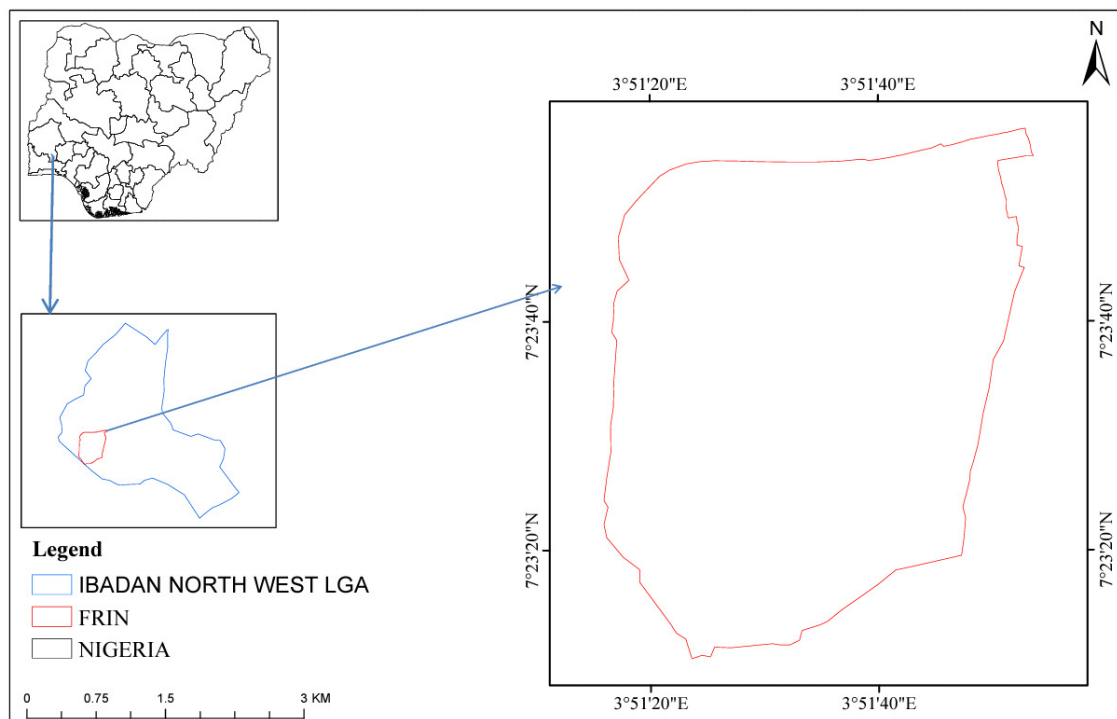 N
3°51'20"E
3°51'40"E
7°23'40"N
7°23'40"N
7°23'20"N
7°23'20"N
3°51'20"E
3°51'40"E
Legend
IBADAN NORTH WEST LGA
FRIN
NIGERIA
0 0.75 1.5 3 KM